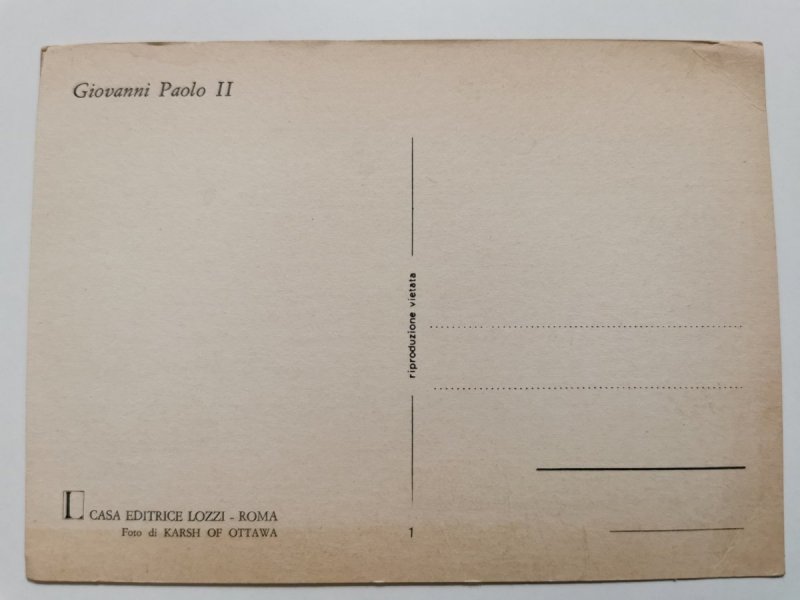 Giovanni Paolo II
riproduzione vietata
L
CASA EDITRICE LOZZI - ROMA
Foto di KARSH OF OTTAWA
1